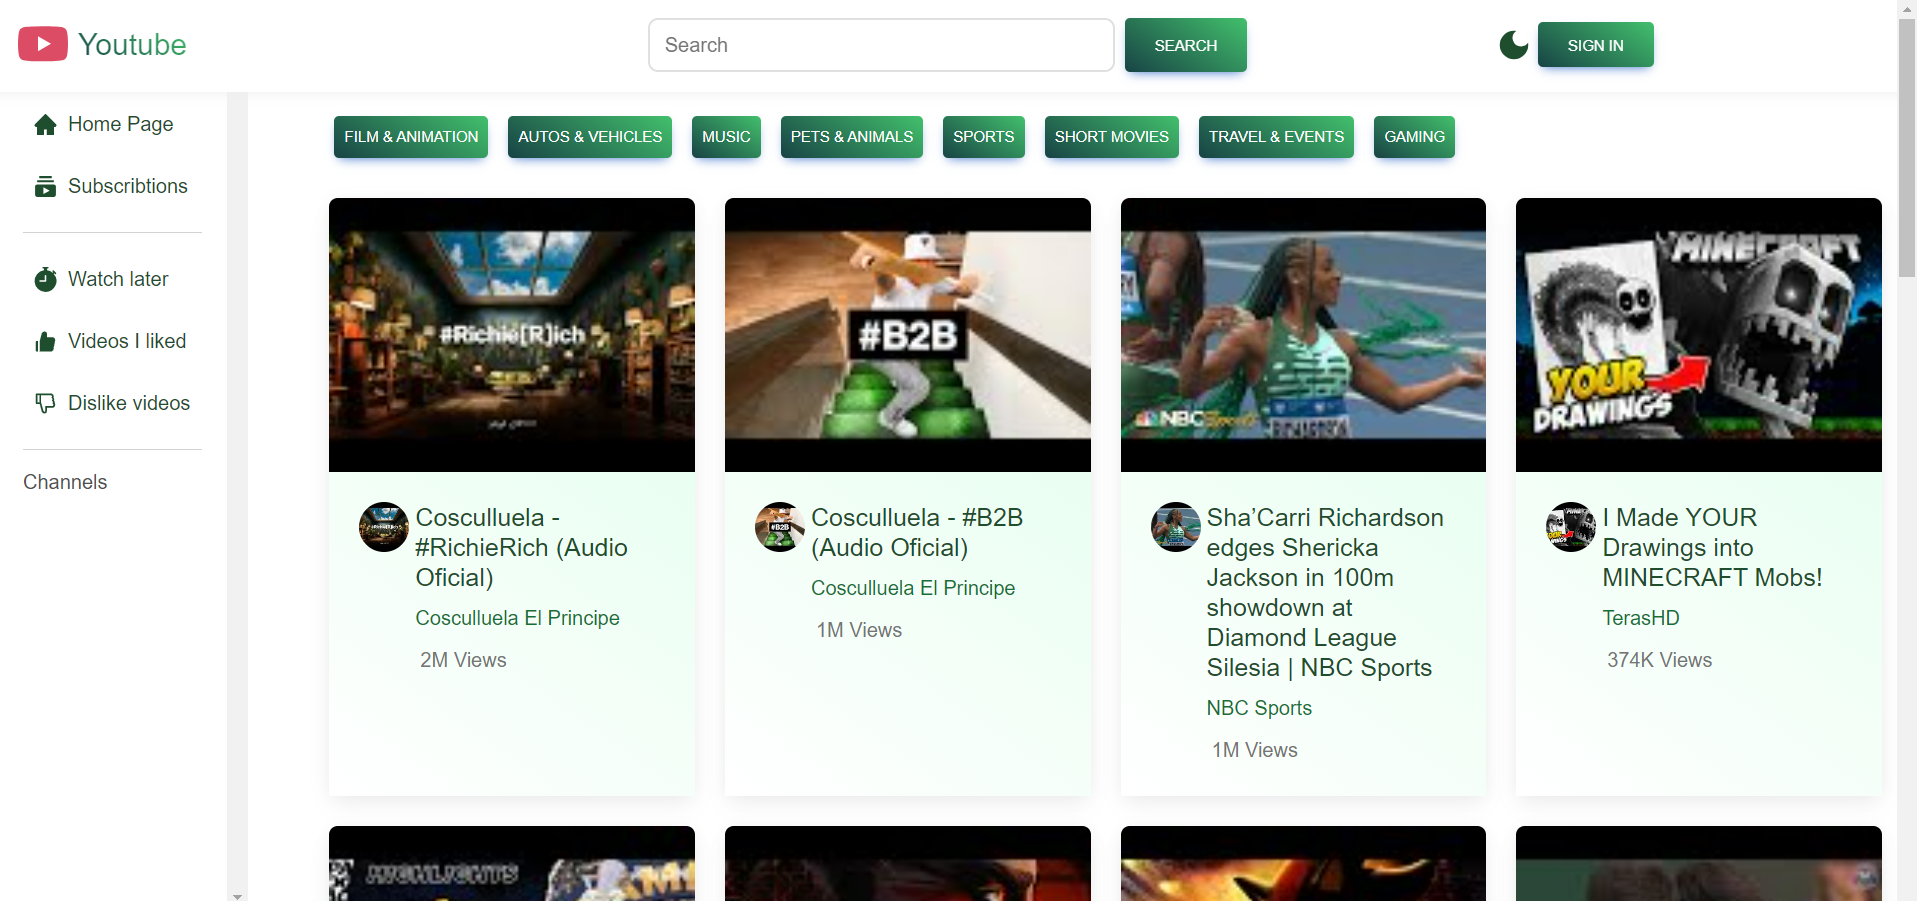 Youtube
Search
SEARCH
SIGN IN
Home Page
Subscribtions
Watch later
Videos I liked
Dislike videos
Channels
FILM & ANIMATION
AUTOS & VEHICLES
MUSIC
PETS & ANIMALS
SPORTS
SHORT MOVIES
TRAVEL & EVENTS
GAMING
#Richie[R]ich
Cosculluela -
#RichieRich (Audio
Oficial)
Cosculluela El Principe
2M Views
#B2B
#B2B
Cosculluela - #B2B
(Audio Oficial)
Cosculluela El Principe
1M Views
NBC Sports
RICHARDSON
Sha’Carri Richardson
edges Shericka
Jackson in 100m
showdown at
Diamond League
Silesia | NBC Sports
NBC Sports
1M Views
MINECRAFT
YOUR
DRAWINGS
I Made YOUR
Drawings into
MINECRAFT Mobs!
TerasHD
374K Views
HIGHLIGHTS